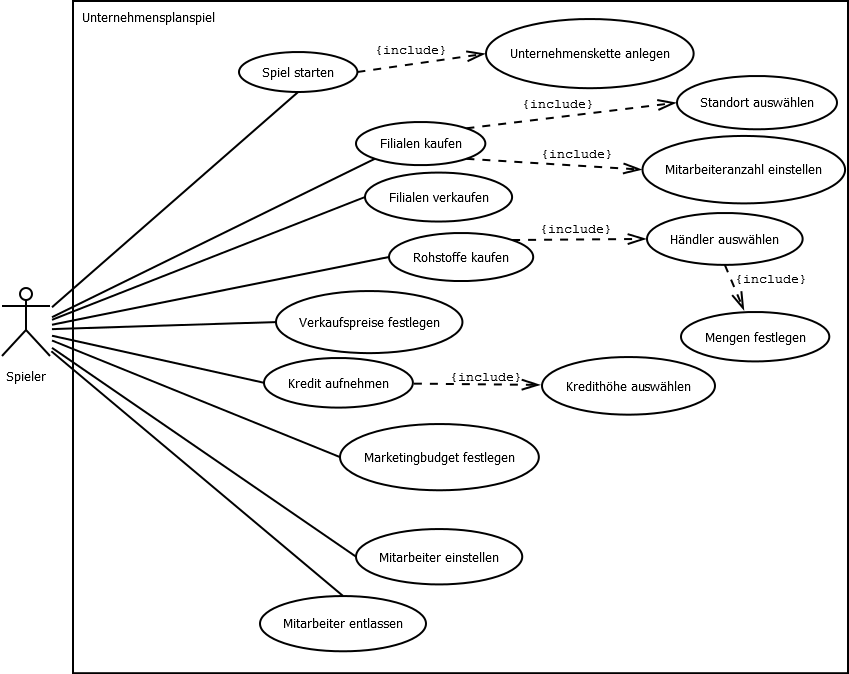 Unternehmensplanspiel
Spiel starten
{include}
Unternehmenskette anlegen
Filialen kaufen
{include}
Standort auswählen
{include}
Mitarbeiteranzahl einstellen
Filialen verkaufen
Rohstoffe kaufen
{include}
Händler auswählen
{include}
Mengen festlegen
Verkaufspreise festlegen
Spieler
Kredit aufnehmen
{include}
Kredithöhe auswählen
Marketingbudget festlegen
Mitarbeiter einstellen
Mitarbeiter entlassen